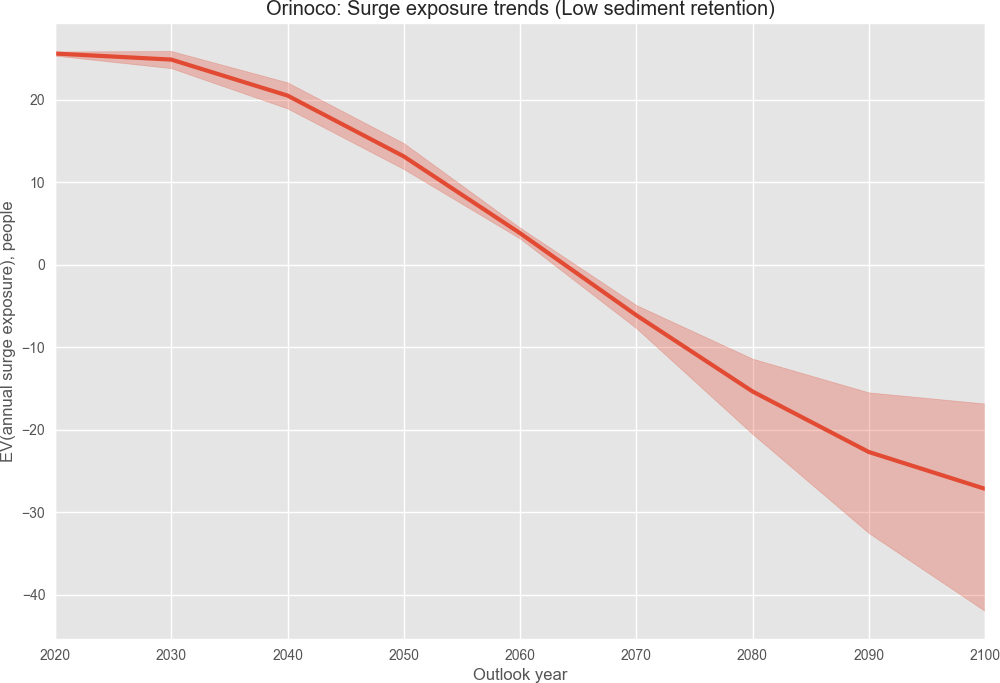 Orinoco: Surge exposure trends (Low sediment retention)
EV(annual surge exposure), people
20
10
0
−10
−20
−30
−40
2020 2030 2040 2050 2060 2070 2080 2090 2100
Outlook year